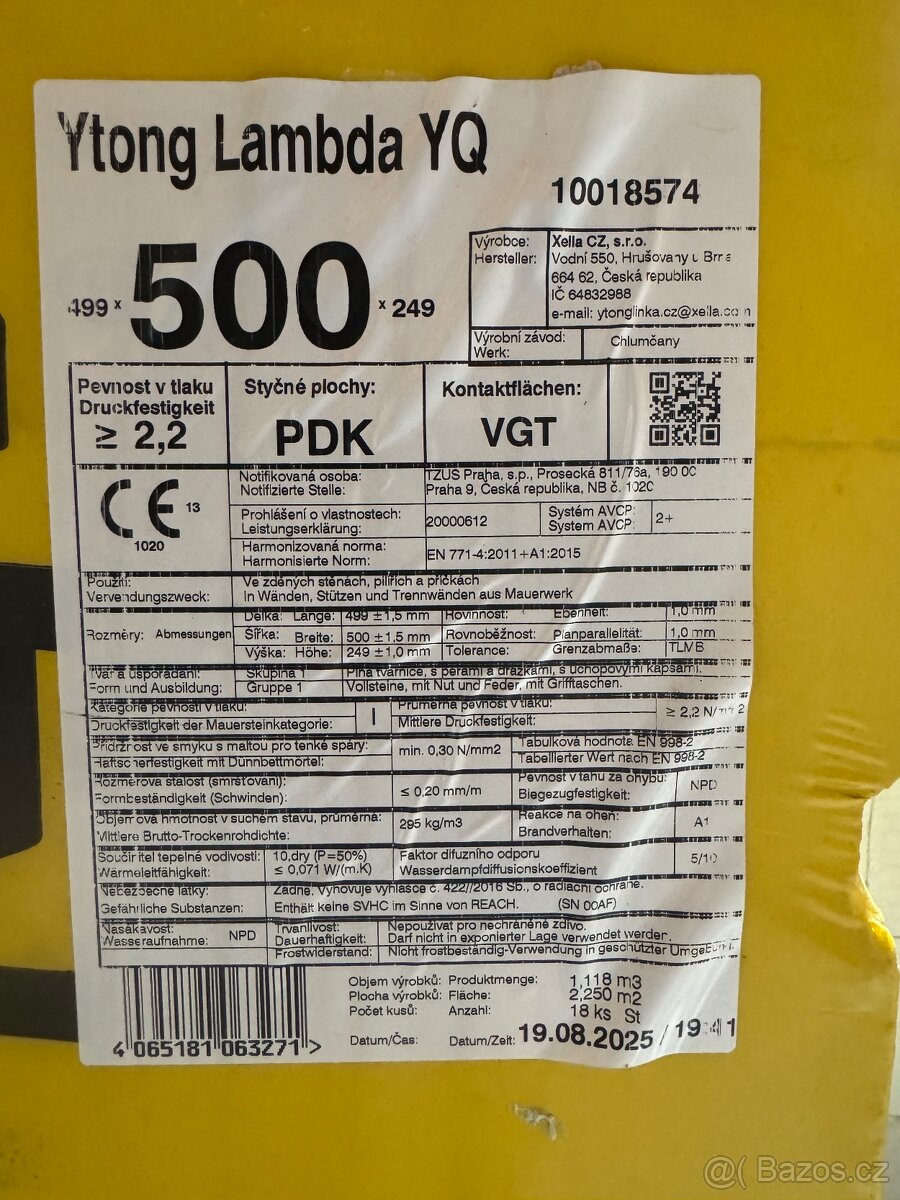 Ytong Lambda YQ
10018574
499 x 500 x 249
Výrobce: Xella CZ, s.r.o.
Hersteller: Vodní 550, Hrušovany u
664 62, Česká republika
IČ 64832988
e-mail: ytonglinka.cz@xella.com
Výrobní závod: Chlumčany
Werk:
Pevnost v tlaku
Druckfestigkeit
≥ 2,2
Styčné plochy:
PDK
Kontaktflächen:
VGT
CE 13
1020
Notifikovaná osoba: TZUS Praha, s.p., Prosecká 811/76a, 190 00
Notifizierte Stelle: Praha 9, Česká republika, NB č. 1020
Prohlášení o vlastnostech: 20000612 Systém AVCP: 2+
Leistungserklärung: System AVCP:
Harmonizovaná norma: EN 771-4:2011+A1:2015
Harmonisierte Norm:
Použití: Ve zděných stěnách, pilířích a příčkách
Verwendungszweck: In Wänden, Stützen und Trennwänden aus Mauerwerk
Rozměry: Abmessungen
Délka: Länge: 499 ±1,5 mm Rovinnost: Ebenheit: 1,0 mm
Šířka: Breite: 500 ±1,5 mm Rovnoběžnost: Planparallelität: 1,0 mm
Výška: Höhe: 249 ±1,0 mm Tolerance: Grenzabmaße: TLMB
Tvar a uspořádání: Skupina 1 Plná tvárnice, s pery a drážkami, s úchopovými kapsami,
Form und Ausbildung: Gruppe 1 Vollsteine, mit Nut und Feder, mit Grifftaschen.
Kategorie pevnosti v tlaku: I Průměrná pevnost v tlaku: ≥ 2,2 N/mm2
Druckfestigkeit der Mauersteinkategorie: Mittlere Druckfestigkeit:
Přídržnost ve smyku s maltou pro tenké spáry: min. 0,30 N/mm2 Tabulková hodnota EN 998-2
Haftscherfestigkeit mit Dünnbettmörtel: Tabellierter Wert nach EN 998-2
Rozměrová stálost (smršťování): ≤ 0,20 mm/m Pevnost v tahu za ohybu: NPD
Formbeständigkeit (Schwinden): Biegezugfestigkeit:
Objemová hmotnost v suchém stavu, průměrná: 295 kg/m3 Reakce na oheň: A1
Mittlere Brutto-Trockenrohdichte: Brandverhalten:
Součinitel tepelné vodivosti: 10,dry (P=50%) Faktor difuzního odporu 5/10
Wärmeleitfähigkeit: ≤ 0,071 W/(m.K) Wasserdampfdiffusionskoeffizient
Nebezpečné látky: Žádné. Vyhovuje vyhlášce č. 422//2016 Sb., o radiační ochraně.
Gefährliche Substanzen: Enthält keine SVHC im Sinne von REACH. (SN 00AF)
Nasákavost: NPD Trvanlivost: Nepoužívat pro nechráněné zdivo.
Wasseraufnahme: Dauerhaftigkeit: Darf nicht in exponierter Lage verwendet werden.
Frostwiderstand: Nicht frostbeständig-Verwendung in geschützter
4 065181 063271 >
Objem výrobků: Produktmenge: 1,118 m3
Plocha výrobků: Fläche: 2,250 m2
Počet kusů: Anzahl: 18 ks St
Datum/Čas: Datum/Zeit: 19.08.2025 / 19:41
@( Bazos.cz